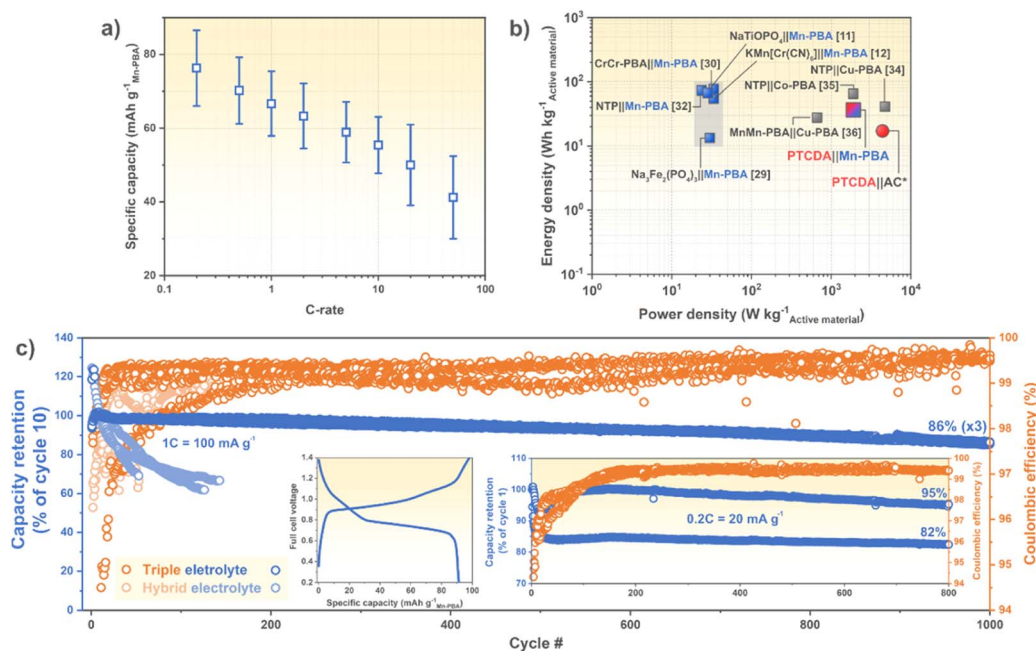 a)
Specific capacity (mAh g⁻¹Mn-PBA)
80
60
40
20
0.1
1
10
100
C-rate
b)
Energy density (Wh kg⁻¹Active material)
10³
10²
10¹
10⁰
10⁻¹
10⁰
10¹
10²
10³
10⁴
Power density (W kg⁻¹Active material)
NaTiOPO₄||Mn-PBA [11]
KMn[Cr(CN)₆]||Mn-PBA [12]
CrCr-PBA||Mn-PBA [30]
NTP||Cu-PBA [34]
NTP||Co-PBA [35]
NTP||Mn-PBA [32]
MnMn-PBA||Cu-PBA [36]
PTCDA||Mn-PBA
Na₃Fe₂(PO₄)₃||Mn-PBA [29]
PTCDA||AC*
c)
Capacity retention
(% of cycle 10)
140
120
100
80
60
40
20
0
1C = 100 mA g⁻¹
86% (x3)
Triple eletrolyte
Hybrid electrolyte
Full cell voltage
1.4
1.2
1.0
0.8
0.6
0.4
0.2
0
20
40
60
80
100
Specific capacity (mAh g⁻¹Mn-PBA)
Capacity retention
(% of cycle 1)
110
100
90
80
70
0.2C = 20 mA g⁻¹
95%
82%
100
99
98
97
96
95
94
Coulombic efficiency (%)
0
200
400
600
800
0
200
400
600
800
1000
Cycle #
100
99
98
97
96
95
94
Coulombic efficiency (%)